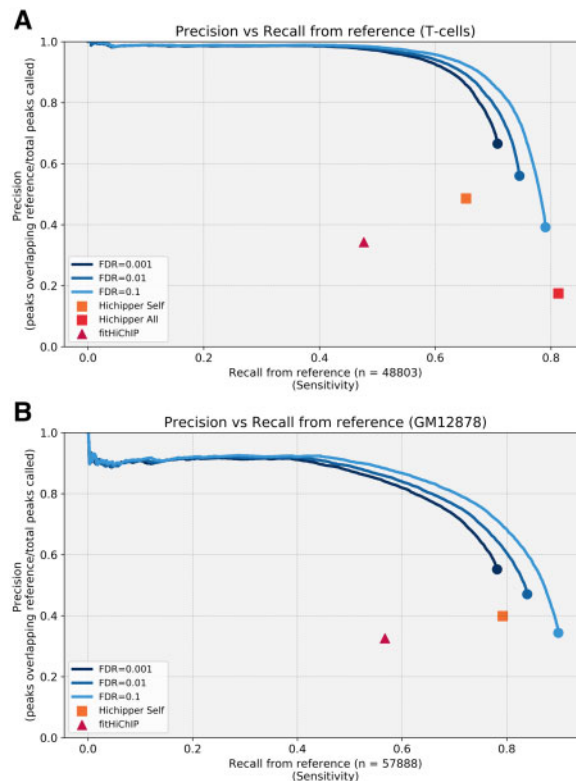 A
Precision vs Recall from reference (T-cells)
1.0
0.8
0.6
0.4
0.2
0.0
Precision
(peaks overlapping reference/total peaks called)
FDR=0.001
FDR=0.01
FDR=0.1
Hichipper Self
Hichipper All
fitHiChIP
0.0 0.2 0.4 0.6 0.8
Recall from reference (n = 48803)
(Sensitivity)
B
Precision vs Recall from reference (GM12878)
1.0
0.8
0.6
0.4
0.2
0.0
Precision
(peaks overlapping reference/total peaks called)
FDR=0.001
FDR=0.01
FDR=0.1
Hichipper Self
fitHiChIP
0.0 0.2 0.4 0.6 0.8
Recall from reference (n = 57888)
(Sensitivity)